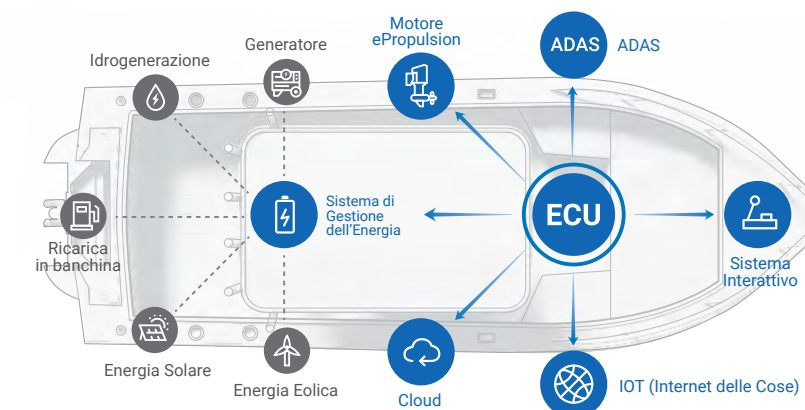 Motore
ePropulsion
ADAS
ADAS
Generatore
Idrogenerazione
Sistema di
Gestione
dell'Energia
ECU
Ricarica
in banchina
Sistema
Interattivo
Energia Solare
Energia Eolica
Cloud
IOT (Internet delle Cose)